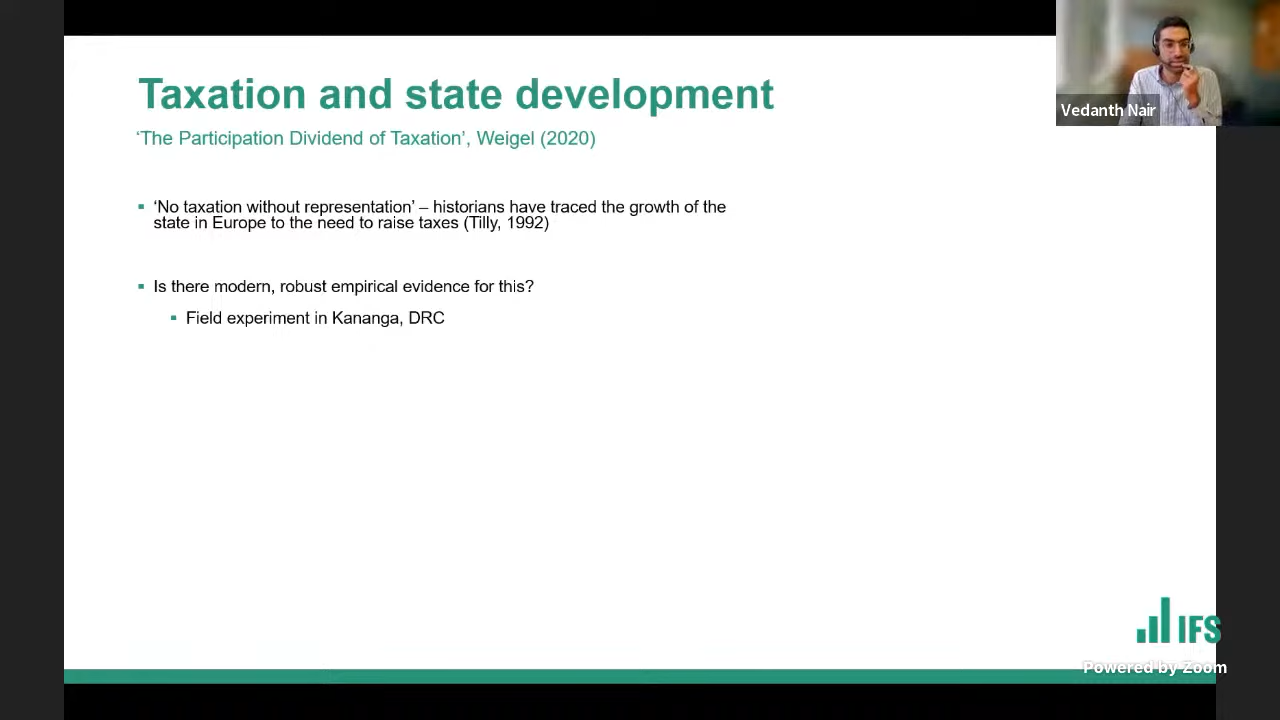 Taxation and state development
‘The Participation Dividend of Taxation’, Weigel (2020)
‘No taxation without representation’ – historians have traced the growth of the
state in Europe to the need to raise taxes (Tilly, 1992)
Is there modern, robust empirical evidence for this?
Field experiment in Kananga, DRC
Vedanth Nair
IFS
Powered by Zoom